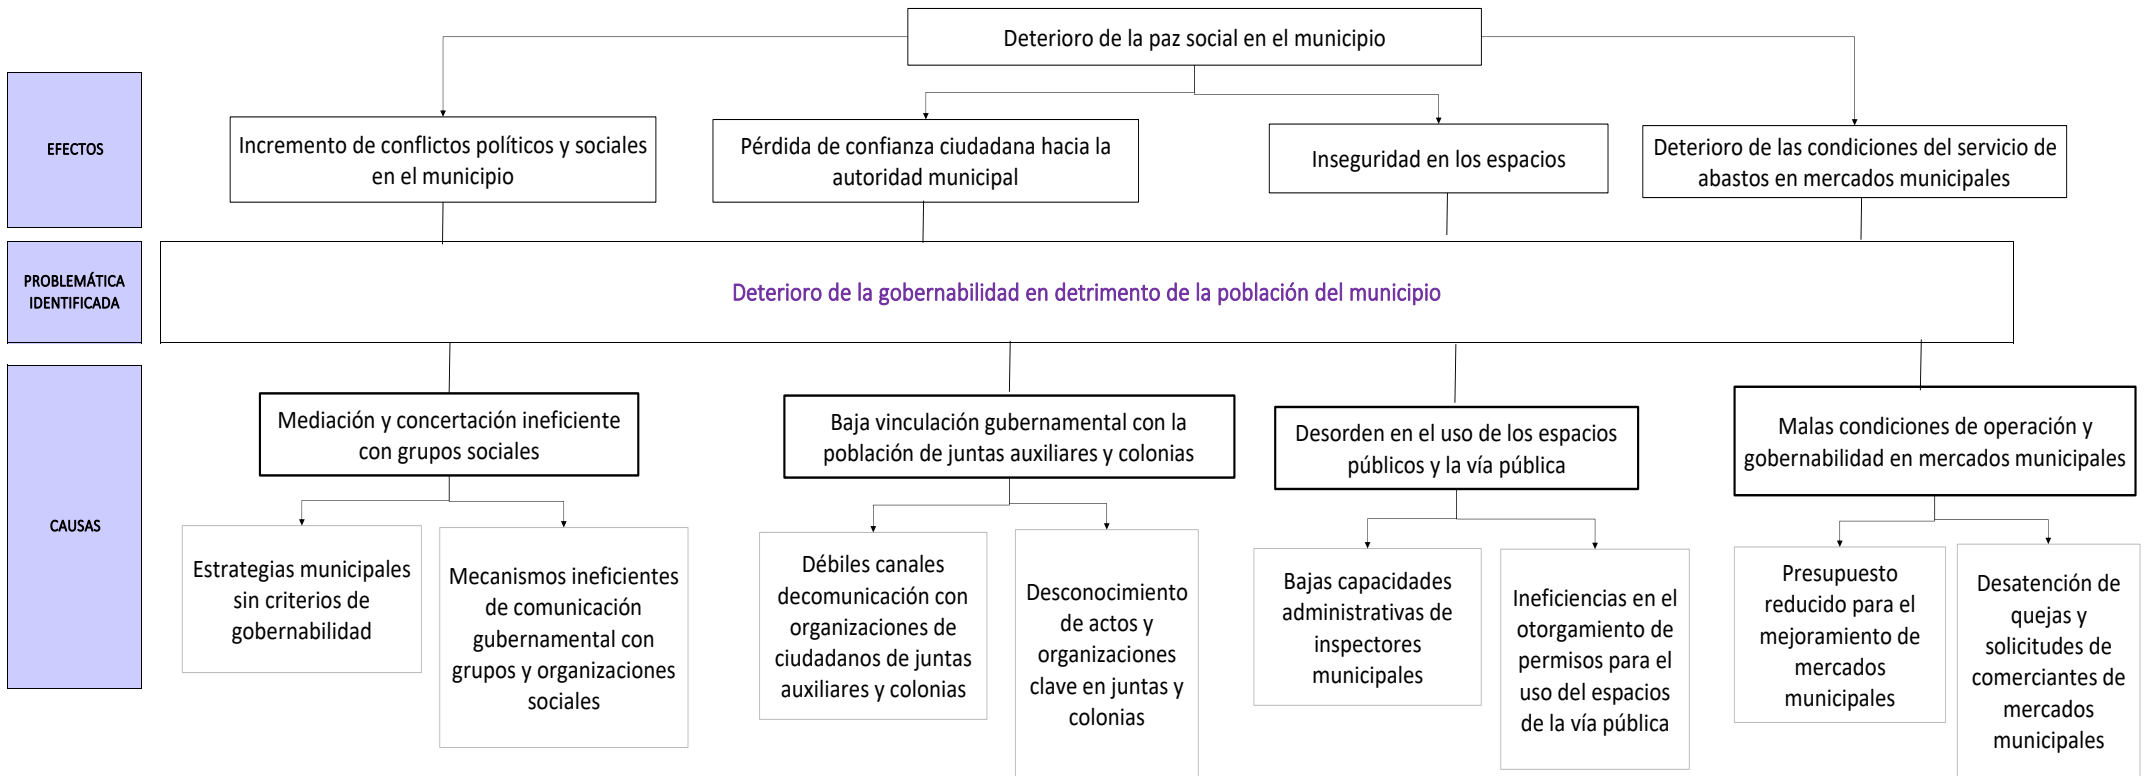 Deterioro de la paz social en el municipio
EFECTOS
Incremento de conflictos políticos y sociales
en el municipio
Pérdida de confianza ciudadana hacia la
autoridad municipal
Inseguridad en los espacios
Deterioro de las condiciones del servicio de
abastos en mercados municipales
PROBLEMÁTICA
IDENTIFICADA
Deterioro de la gobernabilidad en detrimento de la población del municipio
CAUSAS
Mediación y concertación ineficiente
con grupos sociales
Baja vinculación gubernamental con la
población de juntas auxiliares y colonias
Desorden en el uso de los espacios
públicos y la vía pública
Malas condiciones de operación y
gobernabilidad en mercados municipales
Estrategias municipales
sin criterios de
gobernabilidad
Mecanismos ineficientes
de comunicación
gubernamental con
grupos y organizaciones
sociales
Débiles canales
decomunicación con
organizaciones de
ciudadanos de juntas
auxiliares y colonias
Desconocimiento
de actos y
organizaciones
clave en juntas y
colonias
Bajas capacidades
administrativas de
inspectores
municipales
Ineficiencias en el
otorgamiento de
permisos para el
uso del espacios
de la vía pública
Presupuesto
reducido para el
mejoramiento de
mercados
municipales
Desatención de
quejas y
solicitudes de
comerciantes de
mercados
municipales